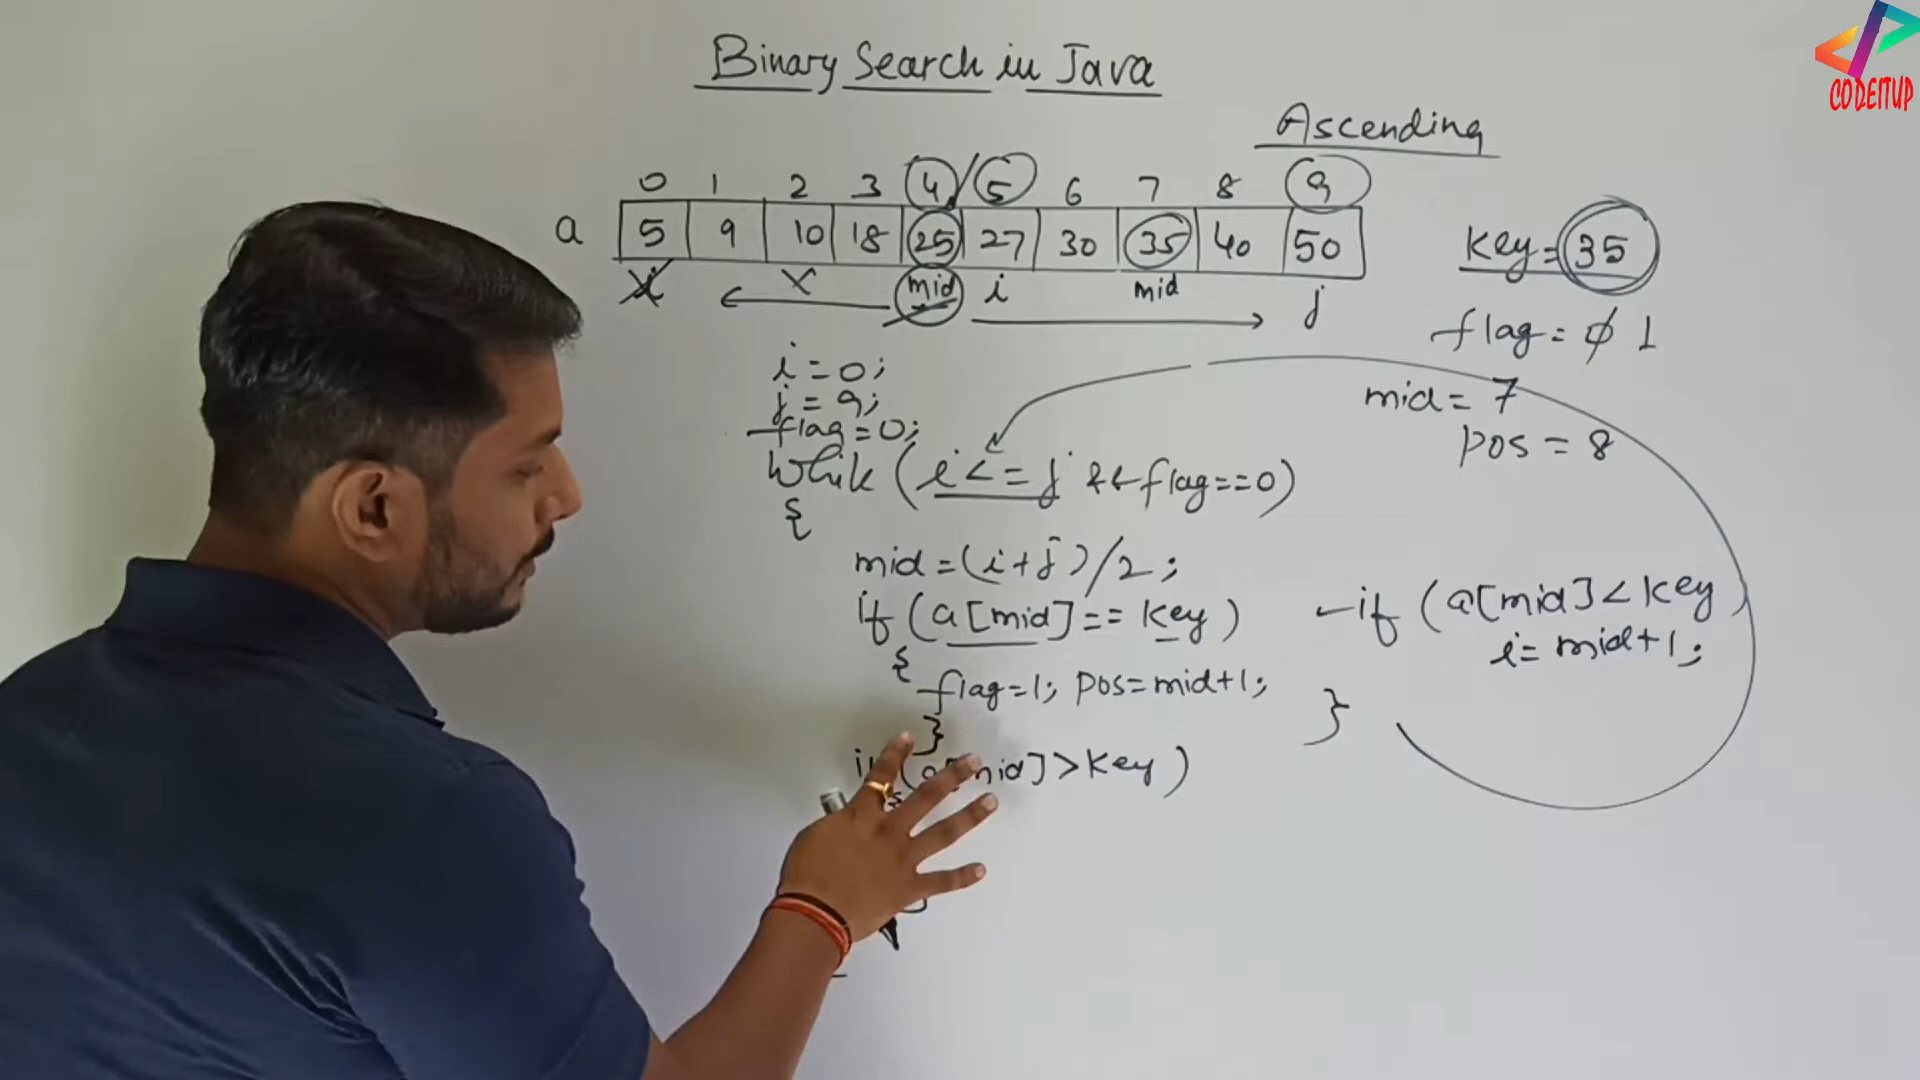 Binary Search in Java
CODEITUP
Ascending
0 1 2 3 4/5 6 7 8 9
a 5 9 10 18 25 27 30 35 40 50
Key=35
i x mid i mid j
flag=0 1
i=0;
j=9;
flag=0;
mid=7
pos=8
while (i<=j && flag==0)
{
mid=(i+j)/2;
if (a[mid]==key)
{
flag=1; pos=mid+1;
}
if (a[mid]>key)
{
if (a[mid]<key
i=mid+1;
}